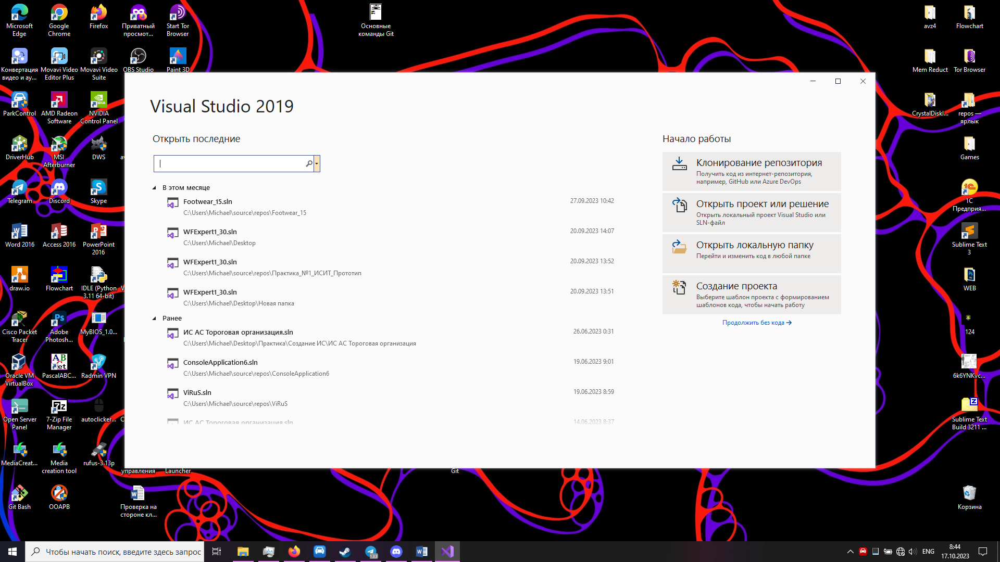 Microsoft Edge
Google Chrome
Firefox
Приватный просмот...
Start Tor Browser
Основные команды Git
avz4
Flowchart
Конвертация видео и ау...
Movavi Video Editor Plus
Movavi Video Suite
OBS Studio
Paint 3D
Mem Reduct
Tor Browser
ParkControl
AMD Radeon Software
NVIDIA Control Panel
CrystalDiskI...
repos — ярлык
DriverHub
MSI Afterburner
DWS
Games
Telegram
Discord
Skype
1C Предприя...
Word 2016
Access 2016
PowerPoint 2016
Sublime Text 3
draw.io
Flowchart
IDLE (Python 3.11 64-bit)
WEB
Cisco Packet Tracer
Adobe Photosh...
MyBIOS_1.0...
124
Oracle VM VirtualBox
PascalABC...
Radmin VPN
6k6YNKvc...
Open Server Panel
7-Zip File Manager
autoclicker...
Sublime Text Build 3211 ...
MediaCreat...
Media creation tool
rufus-3.13p
управления
Launcher
Git
Git Bash
OOAPB
Проверка на стороне кл...
Корзина
Visual Studio 2019
Открыть последние
В этом месяце
Footwear_15.sln
27.09.2023 10:42
C:\Users\Michael\source\repos\Footwear_15
WFExpert1_30.sln
20.09.2023 14:07
C:\Users\Michael\Desktop
WFExpert1_30.sln
20.09.2023 13:52
C:\Users\Michael\source\repos\Практика_№1_ИСИТ_Прототип
WFExpert1_30.sln
20.09.2023 13:51
C:\Users\Michael\Desktop\Новая папка
Ранее
ИС АС Тороговая организация.sln
26.06.2023 0:31
C:\Users\Michael\Desktop\Практика\Создание ИС\ИС АС Тороговая организация
ConsoleApplication6.sln
19.06.2023 9:01
C:\Users\Michael\source\repos\ConsoleApplication6
ViRuS.sln
19.06.2023 8:59
C:\Users\Michael\source\repos\ViRuS
ИС АС Тороговая организация.sln
14.06.2023 8:37
Начало работы
Клонирование репозитория
Получить код из интернет-репозитория,
например, GitHub или Azure DevOps
Открыть проект или решение
Открыть локальный проект Visual Studio или
SLN-файл
Открыть локальную папку
Перейти и изменить код в любой папке
Создание проекта
Выберите шаблон проекта с формированием
шаблонов кода, чтобы начать работу
Продолжить без кода →
Чтобы начать поиск, введите здесь запрос
133
ENG
8:44
17.10.2023